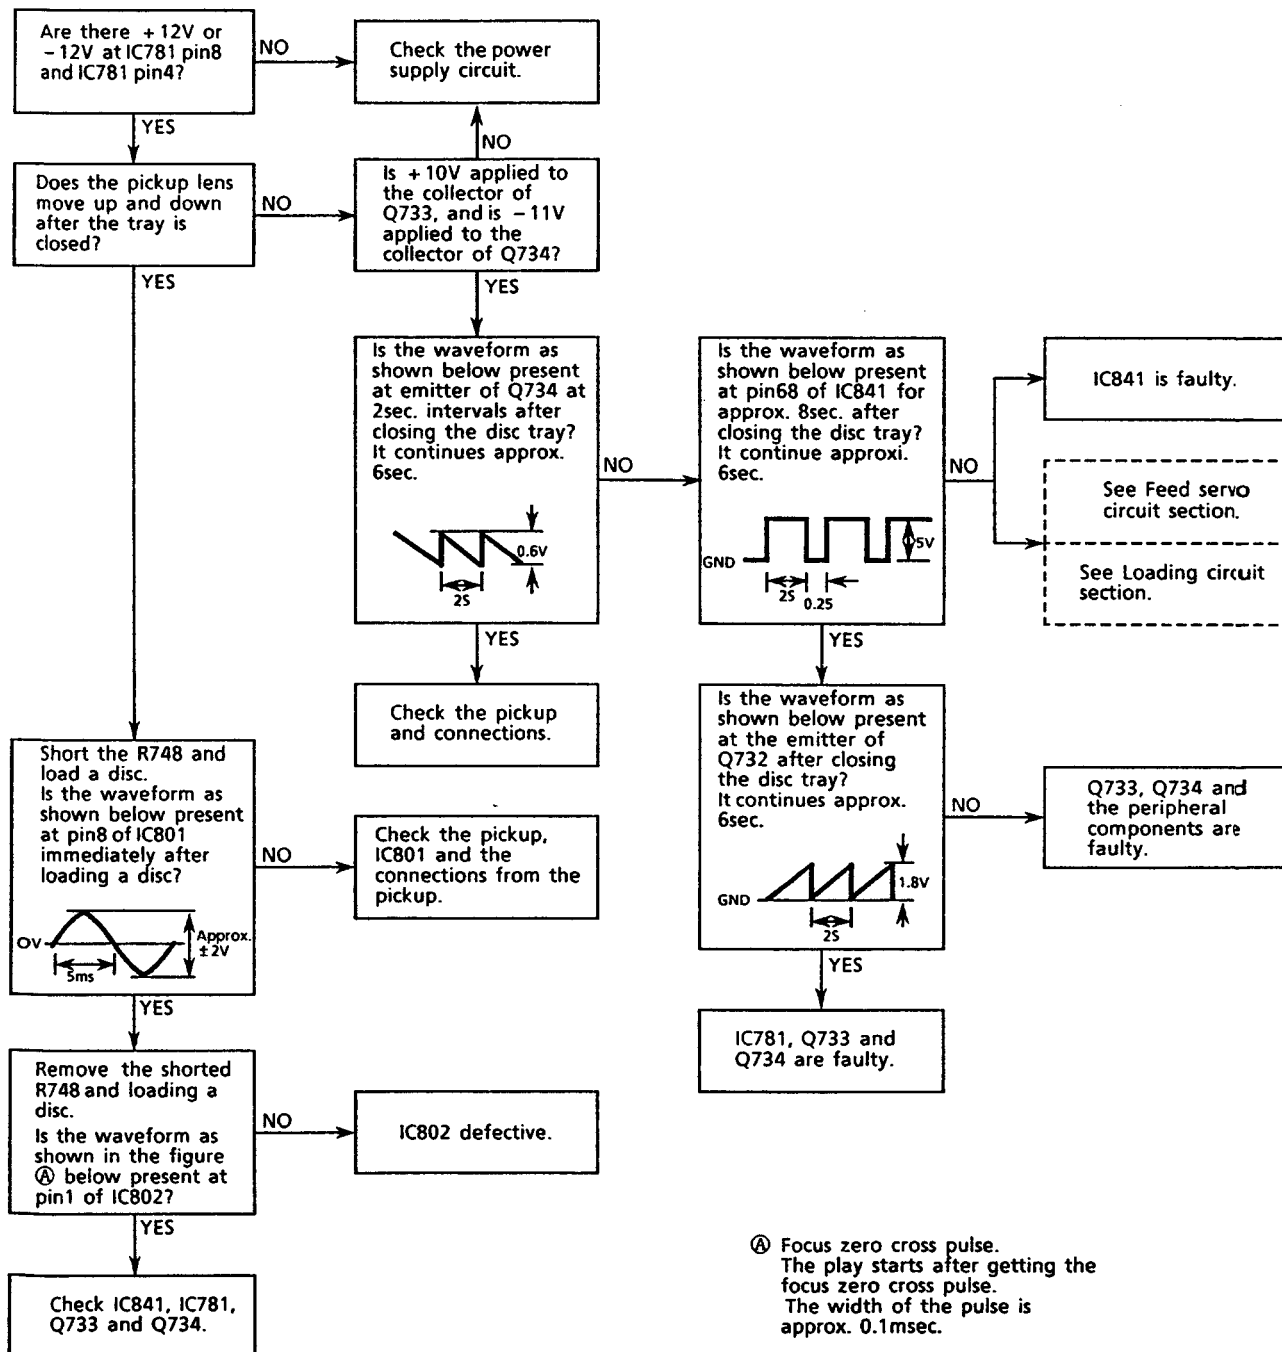 Are there +12V or
–12V at IC781 pin8
and IC781 pin4?
NO
Check the power
supply circuit.
YES
NO
Does the pickup lens
move up and down
after the tray is
closed?
NO
Is +10V applied to
the collector of
Q733, and is –11V
applied to the
collector of Q734?
YES
YES
Is the waveform as
shown below present
at emitter of Q734 at
2sec. intervals after
closing the disc tray?
It continues approx.
6sec.
0.6V
2S
NO
Is the waveform as
shown below present
at pin68 of IC841 for
approx. 8sec. after
closing the disc tray?
It continue approxi.
6sec.
GND
5V
2S
0.25
NO
IC841 is faulty.
See Feed servo
circuit section.
See Loading circuit
section.
YES
YES
Check the pickup
and connections.
Is the waveform as
shown below present
at the emitter of
Q732 after closing
the disc tray?
It continues approx.
6sec.
GND
1.8V
2S
NO
Q733, Q734 and
the peripheral
components are
faulty.
Short the R748 and
load a disc.
Is the waveform as
shown below present
at pin8 of IC801
immediately after
loading a disc?
OV
Approx.
±2V
5ms
NO
Check the pickup,
IC801 and the
connections from the
pickup.
YES
YES
IC781, Q733 and
Q734 are faulty.
Remove the shorted
R748 and loading a
disc.
Is the waveform as
shown in the figure
Ⓐ below present at
pin1 of IC802?
NO
IC802 defective.
YES
Check IC841, IC781,
Q733 and Q734.
Ⓐ Focus zero cross pulse.
The play starts after getting the
focus zero cross pulse.
The width of the pulse is
approx. 0.1msec.